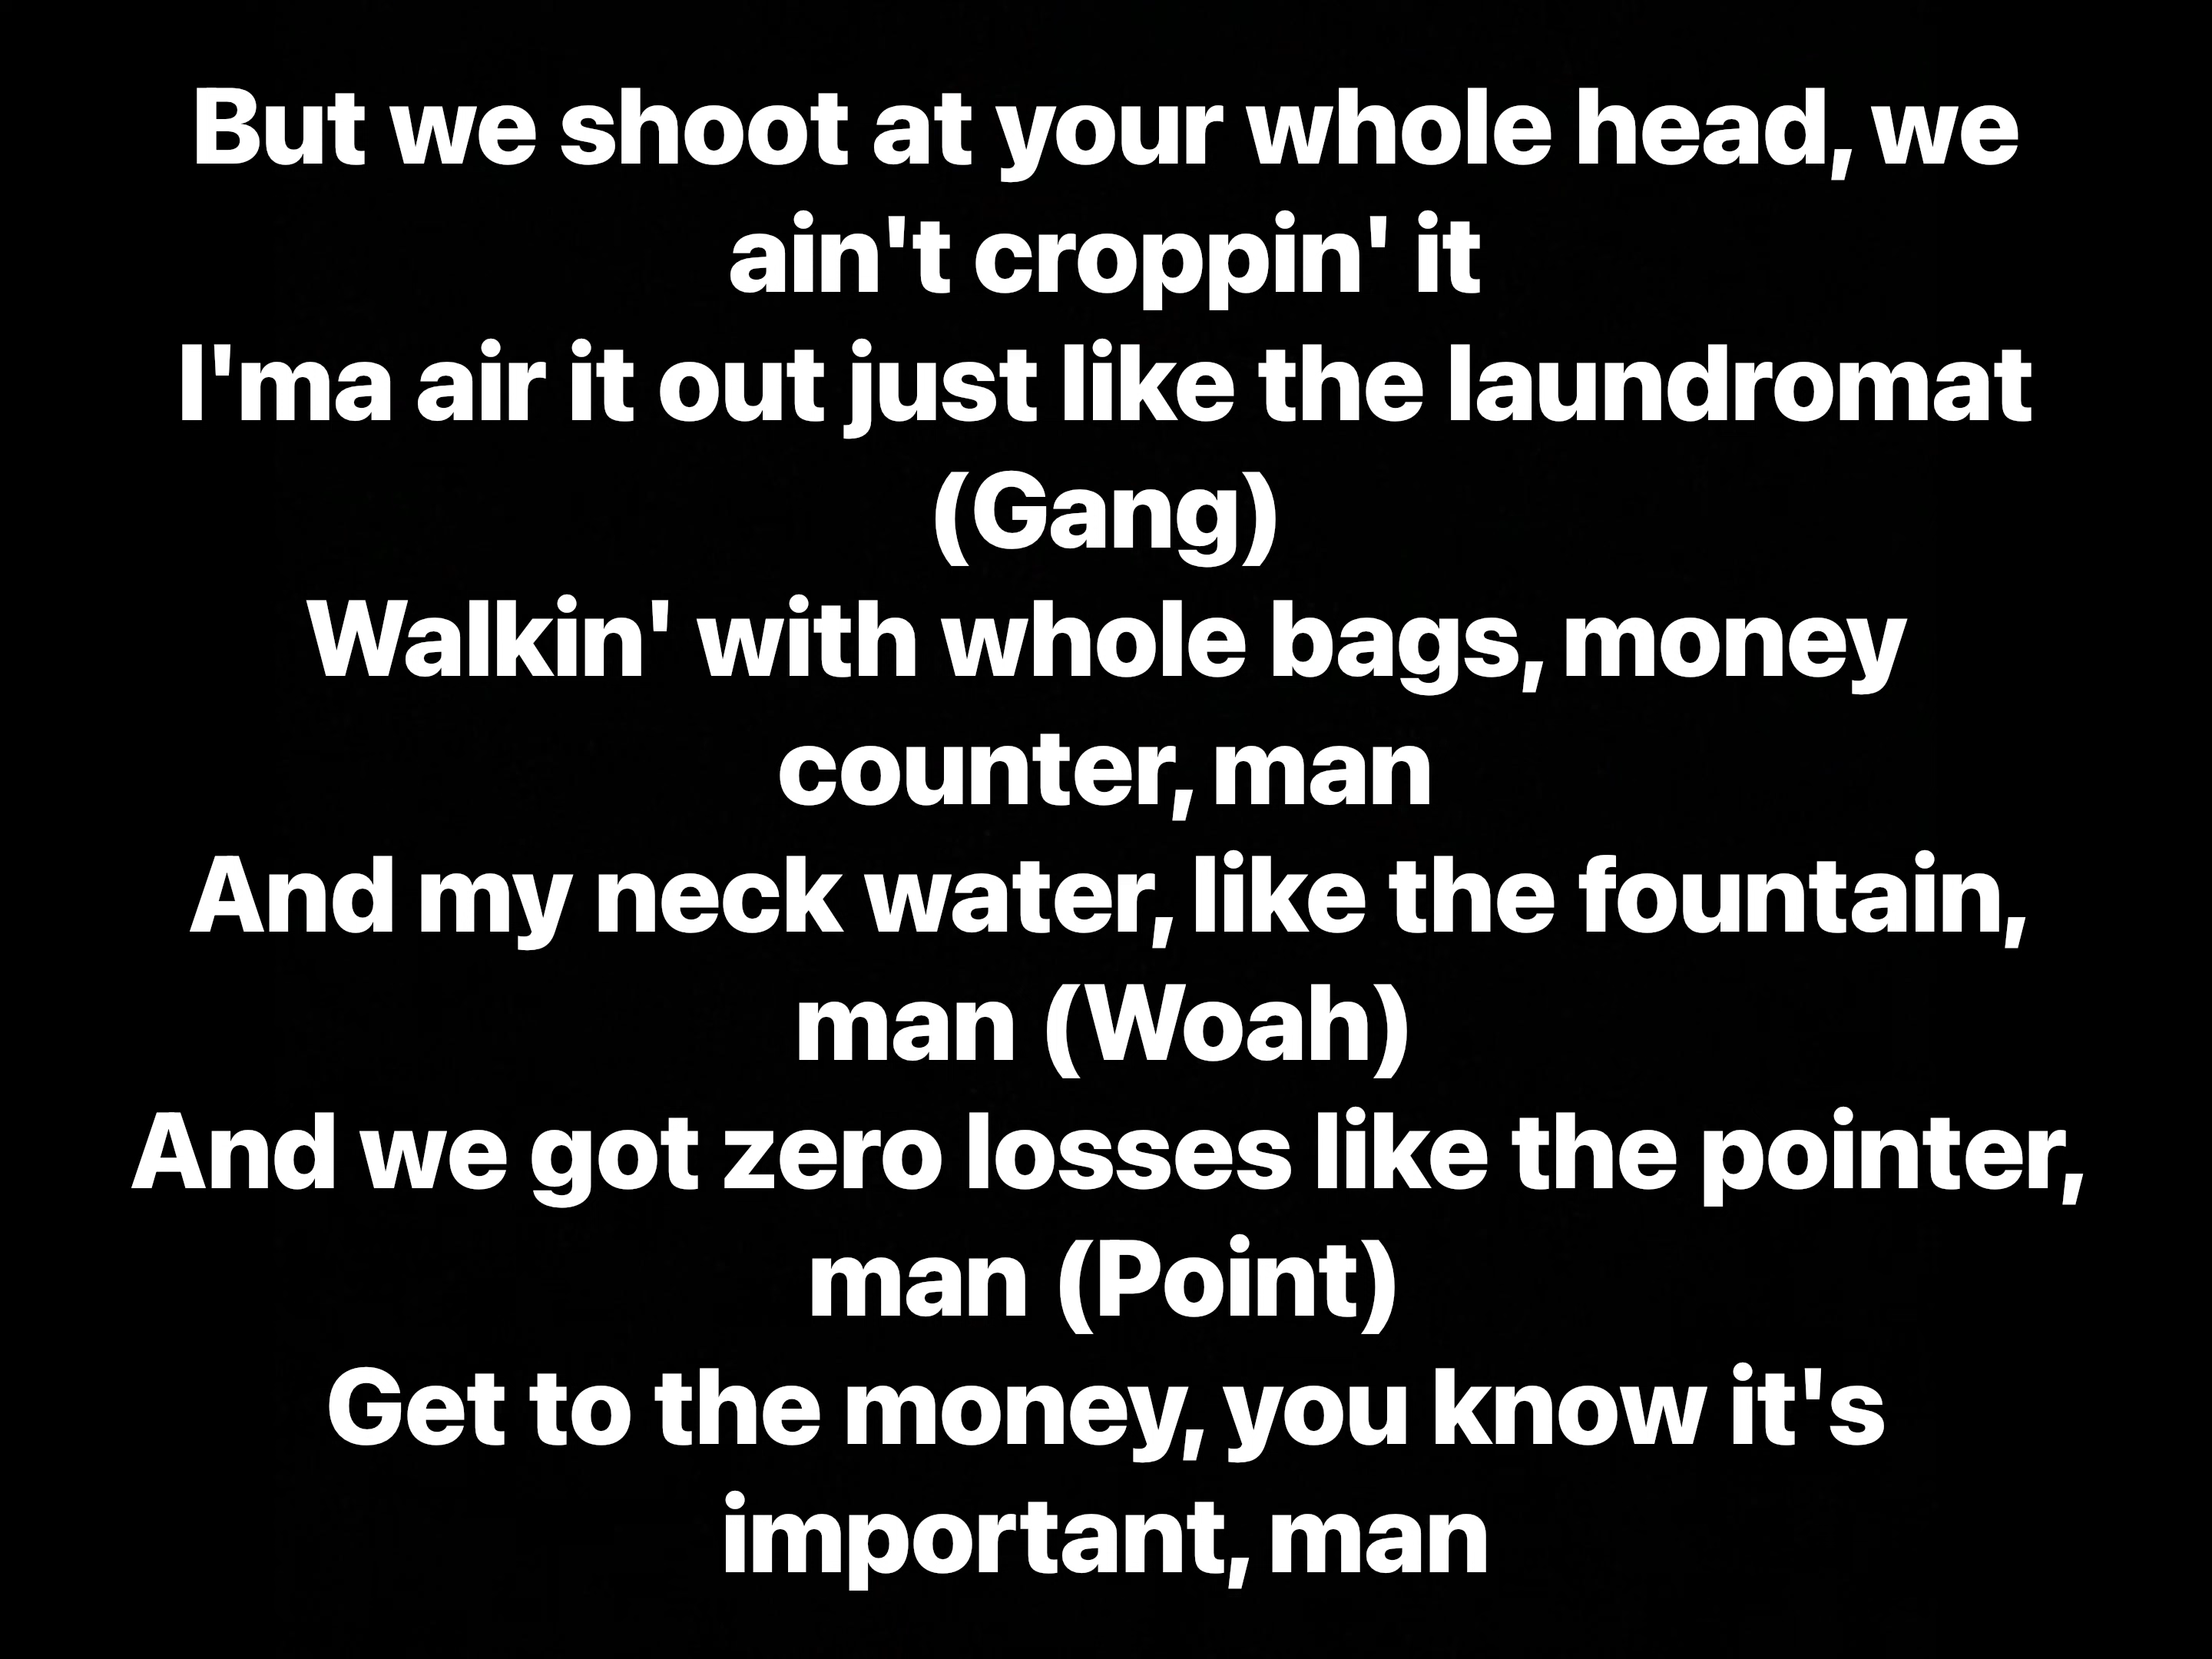 But we shoot at your whole head, we
ain't croppin' it
I'ma air it out just like the laundromat
(Gang)
Walkin' with whole bags, money
counter, man
And my neck water, like the fountain,
man (Woah)
And we got zero losses like the pointer,
man (Point)
Get to the money, you know it's
important, man